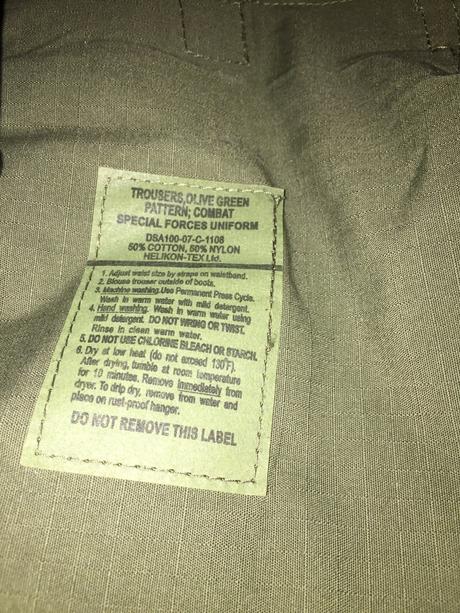 TROUSERS,OLIVE GREEN
PATTERN; COMBAT
SPECIAL FORCES UNIFORM
DSA100-07-C-1108
50% COTTON, 50% NYLON
HELIKON-TEX Ltd.
1. Adjust waist size by straps on waistband.
2. Blouse trouser outside of boots.
3. Machine washing.Use Permanent Press Cycle.
Wash in warm water with mild detergent.
4. Hand washing. Wash in warm water using
mild detergent. DO NOT WRING OR TWIST.
Rinse in clean warm water.
5. DO NOT USE CHLORINE BLEACH OR STARCH.
6. Dry at low heat (do not exceed 130°F).
After drying, tumble at room temperature
for 10 minutes. Remove immediately from
dryer. To drip dry, remove from water and
place on rust-proof hanger.
DO NOT REMOVE THIS LABEL